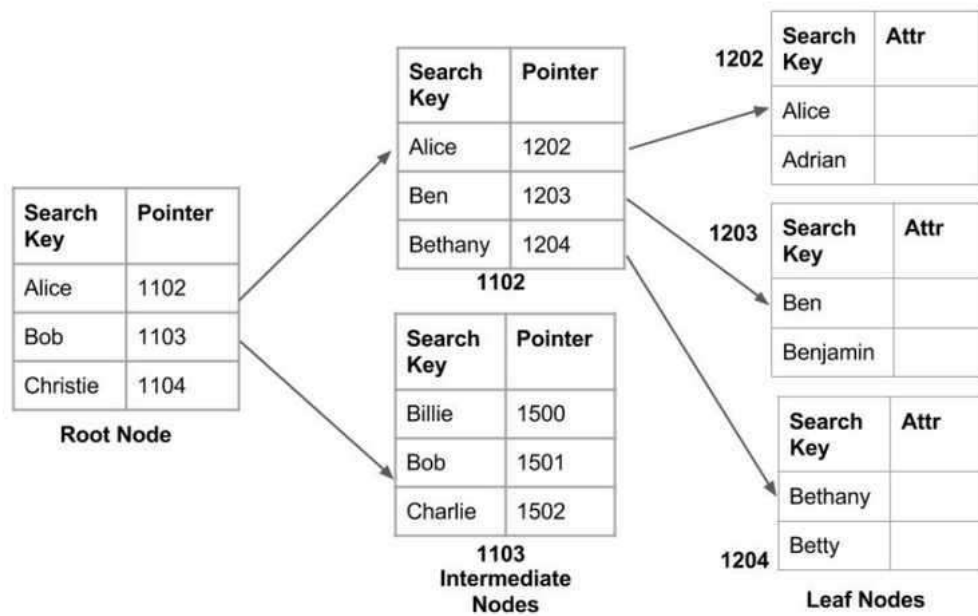 Search Key
Pointer
Alice
1102
Bob
1103
Christie
1104
Root Node
Search Key
Pointer
Alice
1202
Ben
1203
Bethany
1204
1102
Search Key
Pointer
Billie
1500
Bob
1501
Charlie
1502
1103
Intermediate
Nodes
1202
Search Key
Attr
Alice
Adrian
1203
Search Key
Attr
Ben
Benjamin
Search Key
Attr
Bethany
Betty
1204
Leaf Nodes